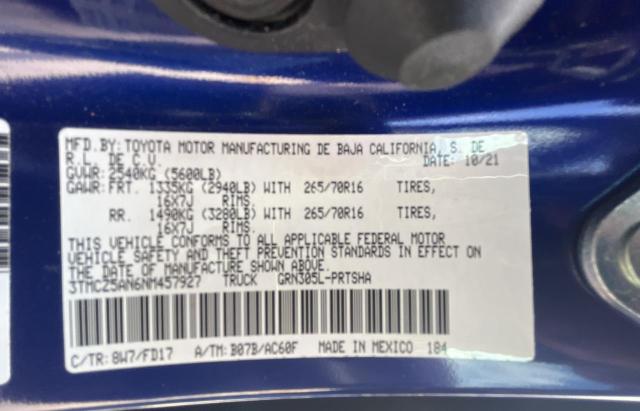 MFD.BY:TOYOTA MOTOR MANUFACTURING DE BAJA CALIFORNIA, S. DE
R.L. DE C.V. DATE: 10/21
GVWR: 2540KG (5600LB)
GAWR: FRT. 1335KG (2940LB) WITH 265/70R16 TIRES,
16X7J RIMS.
RR. 1490KG (3280LB) WITH 265/70R16 TIRES,
16X7J RIMS.
THIS VEHICLE CONFORMS TO ALL APPLICABLE FEDERAL MOTOR
VEHICLE SAFETY AND THEFT PREVENTION STANDARDS IN EFFECT ON
THE DATE OF MANUFACTURE SHOWN ABOVE.
3TMCZ5AN6NM457927 TRUCK GRN305L-PRTSHA
C/TR: 8W7/FD17 A/TM: B07B/AC60F MADE IN MEXICO 184